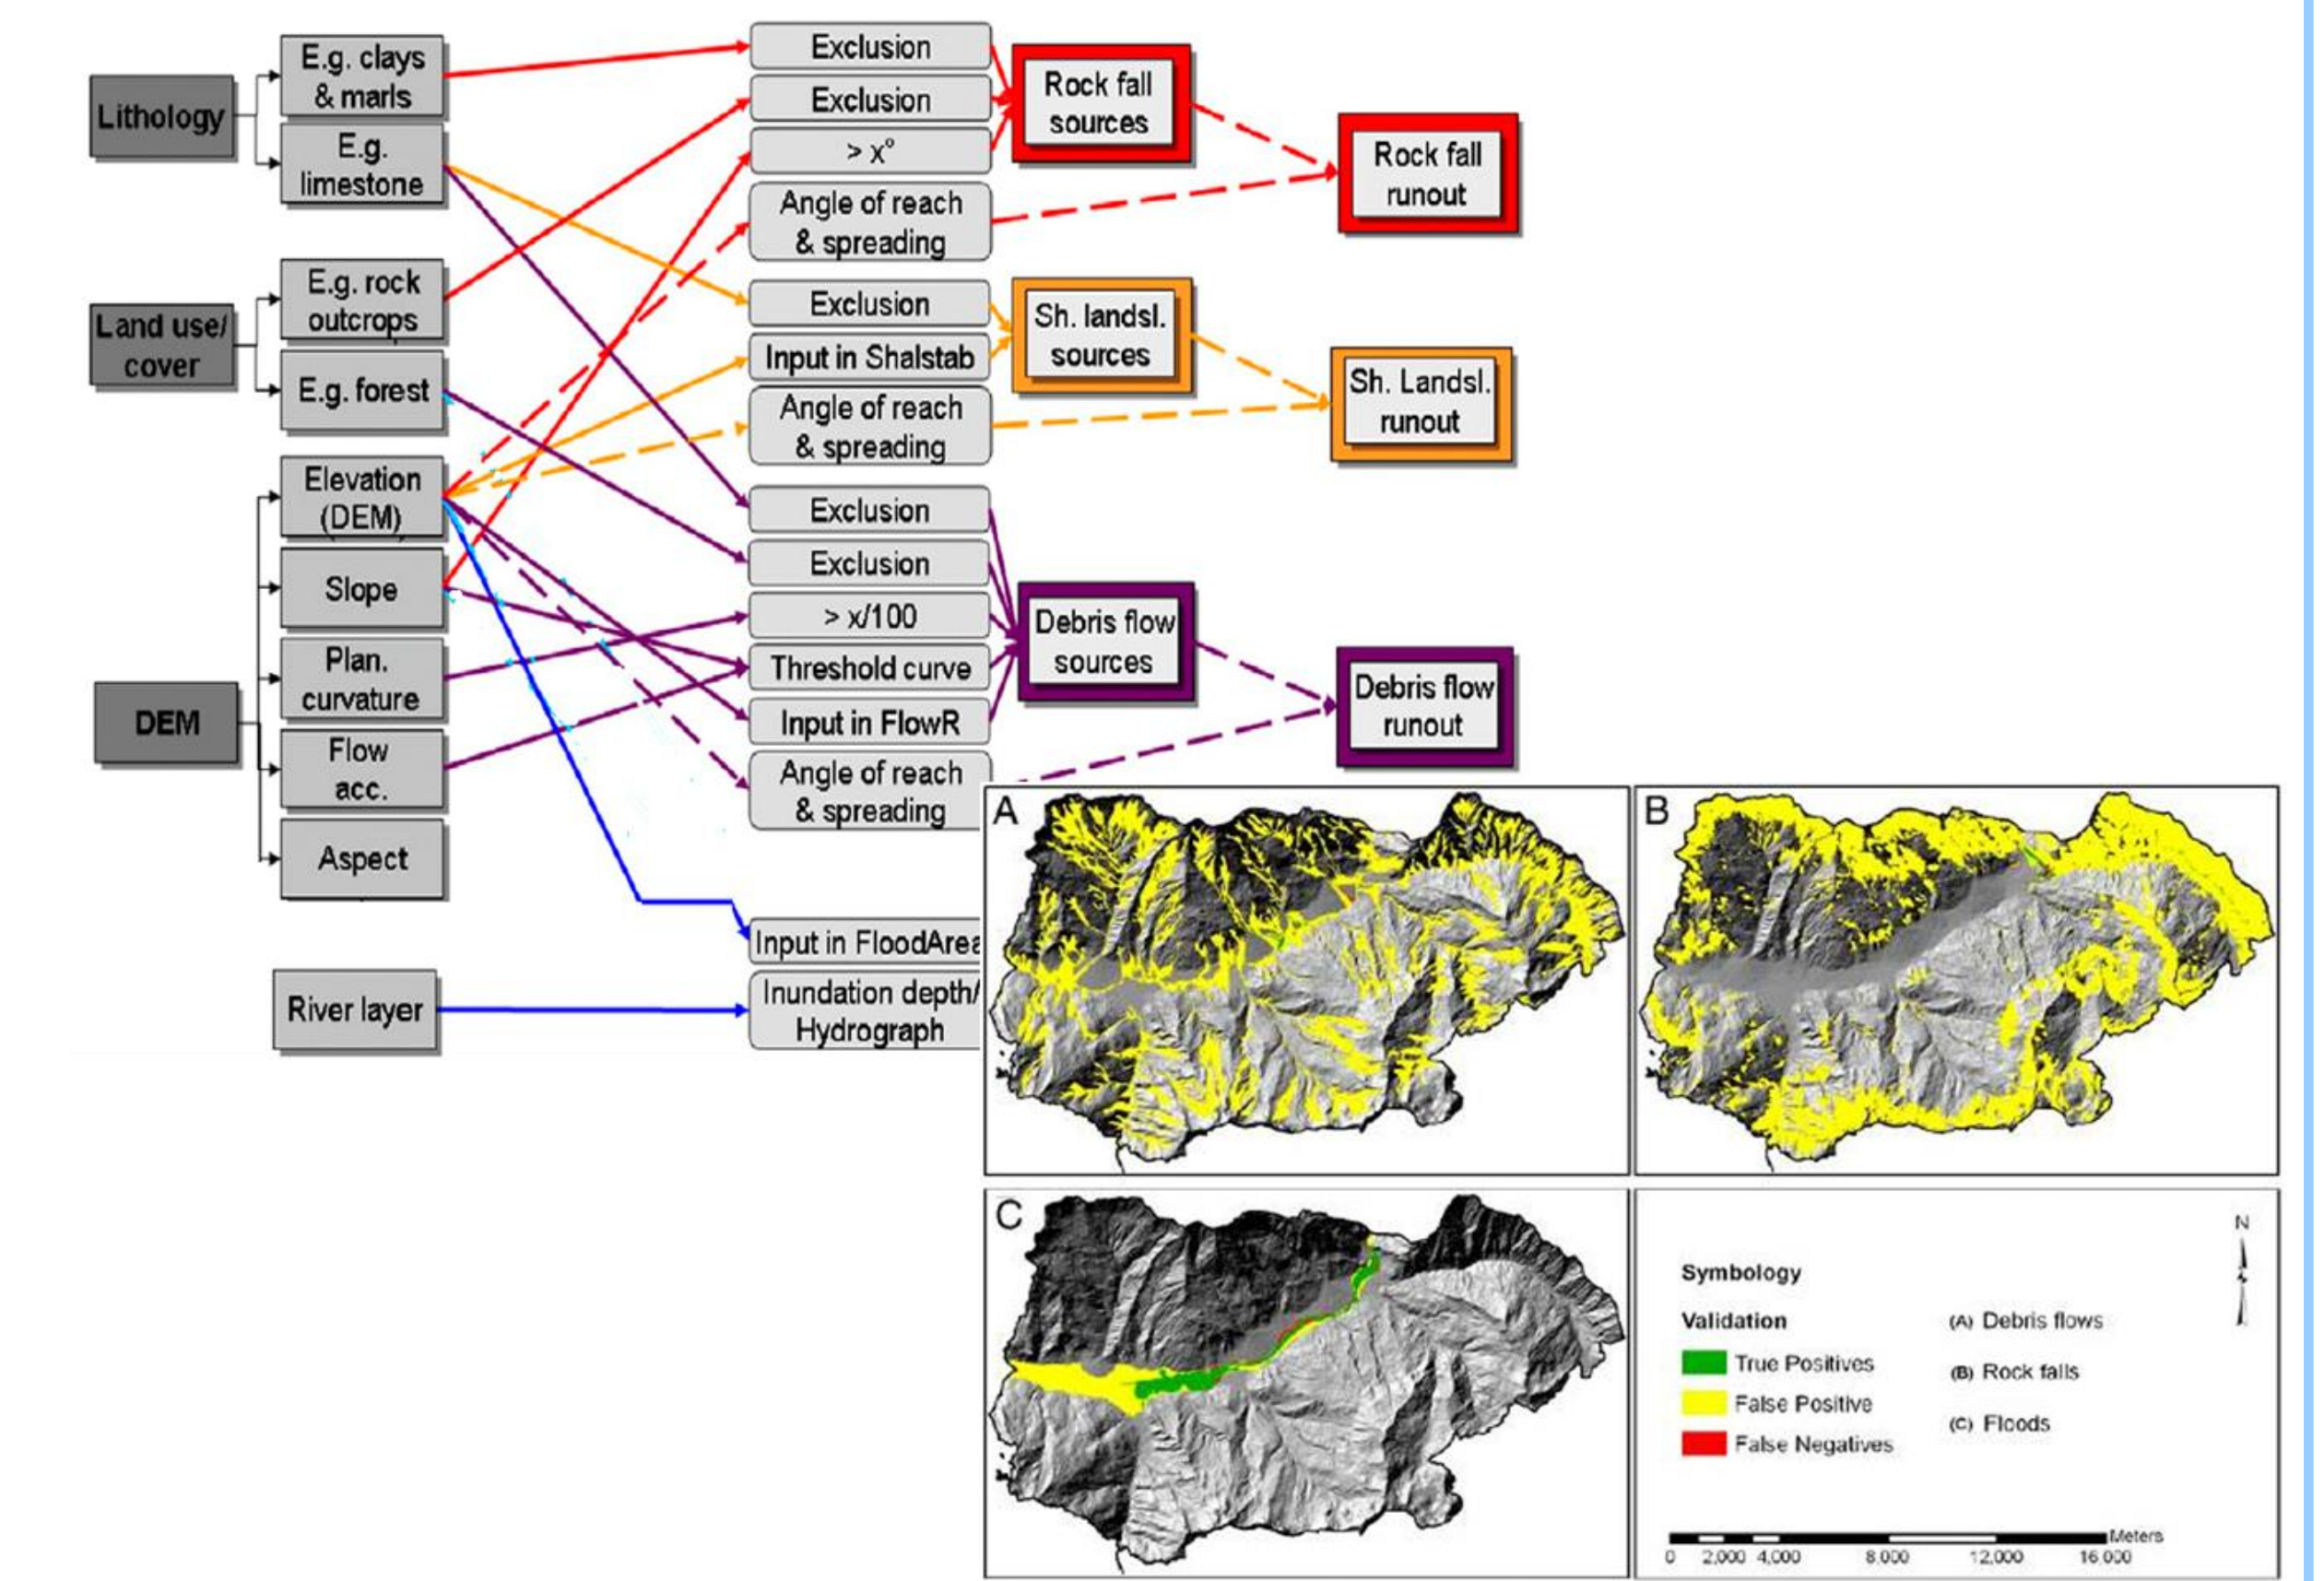 Lithology
E.g. clays
& marls
E.g.
limestone
Land use/
cover
E.g. rock
outcrops
E.g. forest
DEM
Elevation
(DEM)
Slope
Plan.
curvature
Flow
acc.
Aspect
River layer
Exclusion
Exclusion
> x°
Angle of reach
& spreading
Exclusion
Input in Shalstab
Angle of reach
& spreading
Exclusion
Exclusion
> x/100
Threshold curve
Input in FlowR
Angle of reach
& spreading
Input in FloodArea
Inundation depth/
Hydrograph
Rock fall
sources
Rock fall
runout
Sh. landsl.
sources
Sh. Landsl.
runout
Debris flow
sources
Debris flow
runout
A
B
C
N
Symbology
Validation
True Positives
False Positive
False Negatives
(A) Debris flows
(B) Rock falls
(C) Floods
Meters
0 2,000 4,000 8,000 12,000 16 000